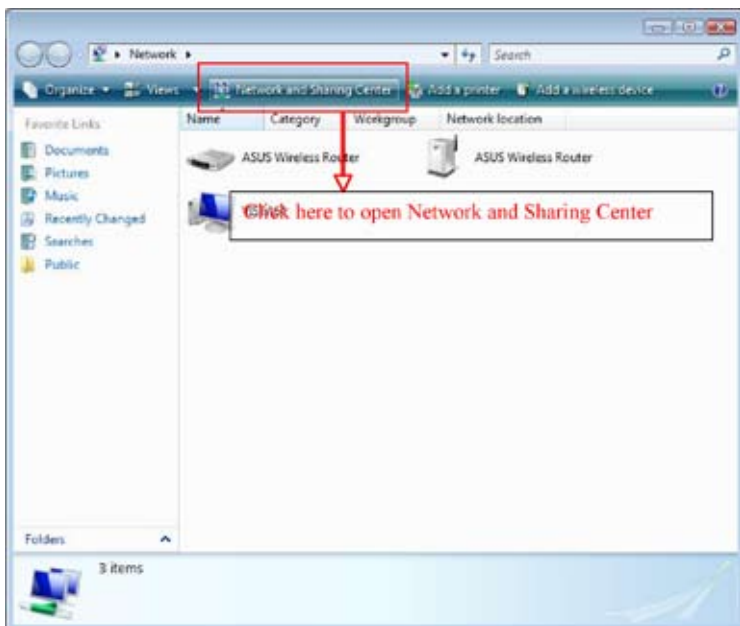 Network
Search
Organize Views Network and Sharing Center Add a printer Add a wireless device
Favorite Links
Documents
Pictures
Music
Recently Changed
Searches
Public
Folders
Name Category Workgroup Network location
ASUS Wireless Router ASUS Wireless Router
Click here to open Network and Sharing Center
3 items